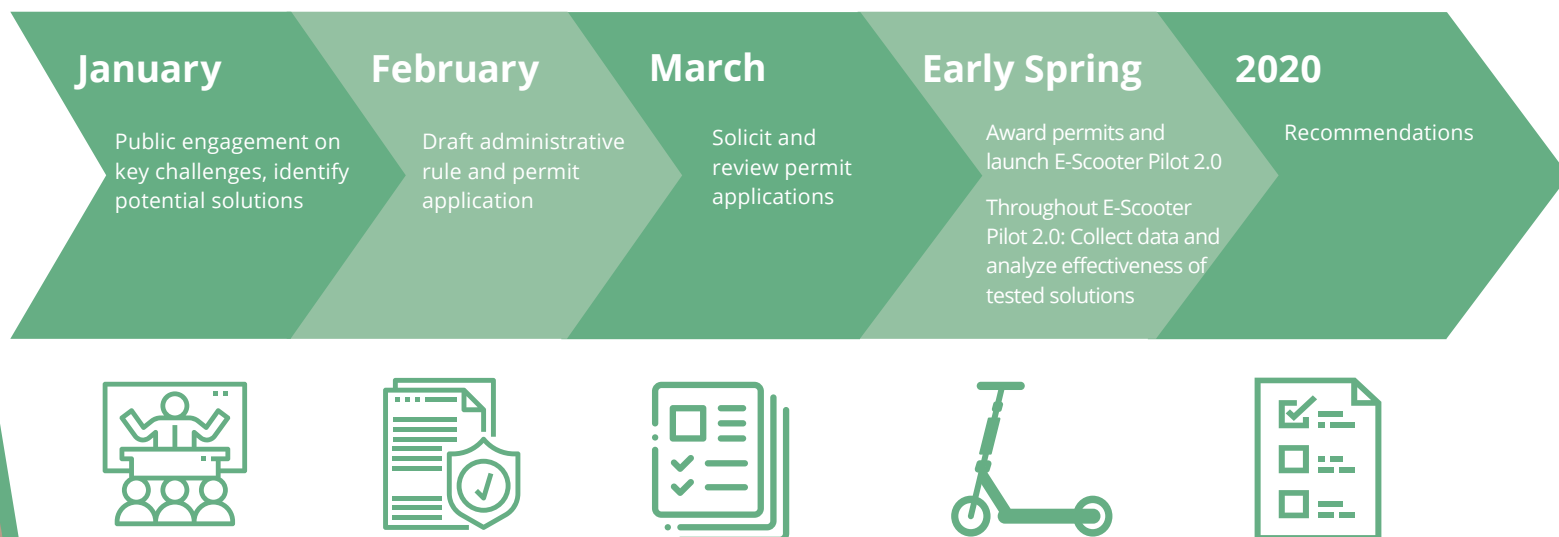 January
Public engagement on
key challenges, identify
potential solutions
February
Draft administrative
rule and permit
application
March
Solicit and
review permit
applications
Early Spring
Award permits and
launch E-Scooter Pilot 2.0
Throughout E-Scooter
Pilot 2.0: Collect data and
analyze effectiveness of
tested solutions
2020
Recommendations